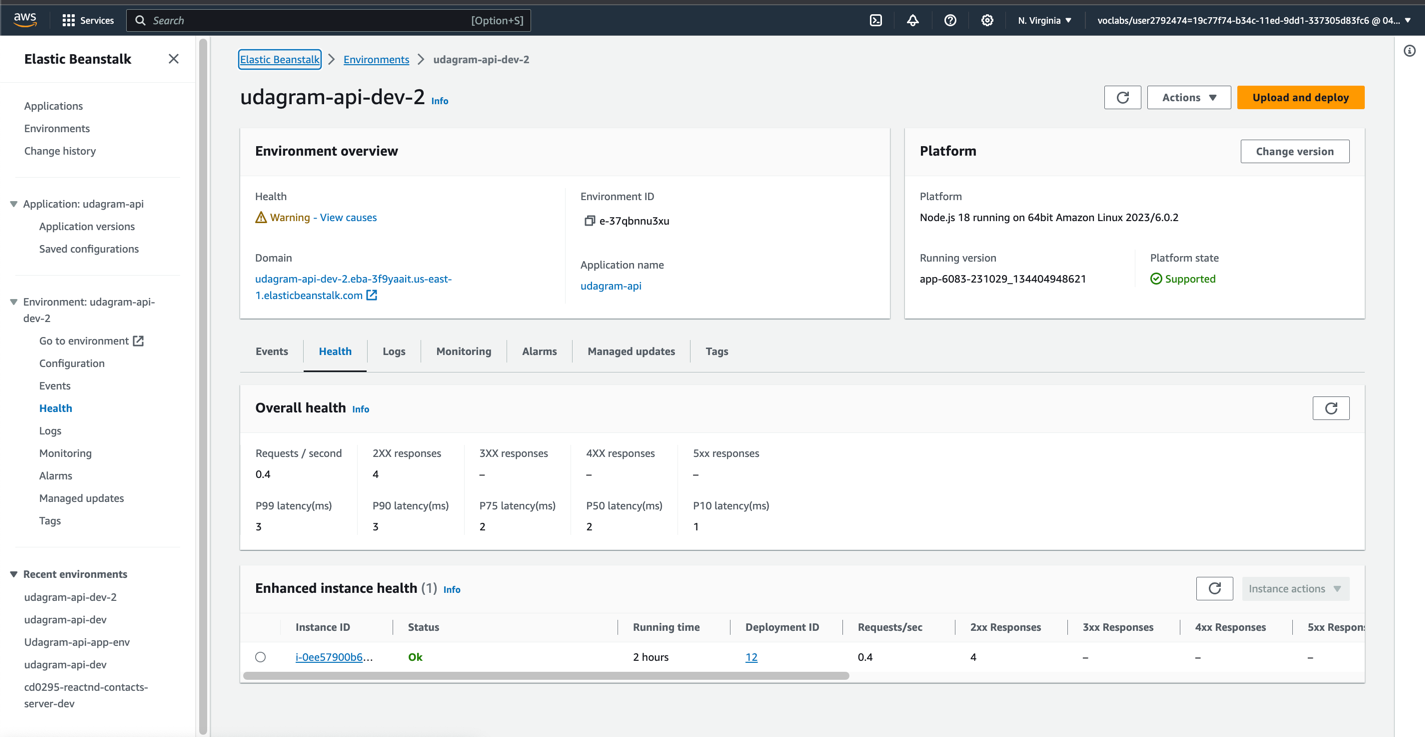 aws
Services
Search
[Option+S]
N. Virginia
voclabs/user2792474=19c77f74-b34c-11ed-9dd1-337305d83fc6 @ 04...
Elastic Beanstalk
Applications
Environments
Change history
Application: udagram-api
Application versions
Saved configurations
Environment: udagram-api-
dev-2
Go to environment
Configuration
Events
Health
Logs
Monitoring
Alarms
Managed updates
Tags
Recent environments
udagram-api-dev-2
udagram-api-dev
Udagram-api-app-env
udagram-api-dev
cd0295-reactnd-contacts-
server-dev
Elastic Beanstalk
Environments
udagram-api-dev-2
udagram-api-dev-2 Info
Actions
Upload and deploy
Environment overview
Health
Warning - View causes
Domain
udagram-api-dev-2.eba-3f9yaait.us-east-
1.elasticbeanstalk.com
Environment ID
e-37qbnnu3xu
Application name
udagram-api
Platform
Change version
Platform
Node.js 18 running on 64bit Amazon Linux 2023/6.0.2
Running version
app-6083-231029_134404948621
Platform state
Supported
Events
Health
Logs
Monitoring
Alarms
Managed updates
Tags
Overall health Info
Requests / second
0.4
2XX responses
4
3XX responses
–
4XX responses
–
5xx responses
–
P99 latency(ms)
3
P90 latency(ms)
3
P75 latency(ms)
2
P50 latency(ms)
2
P10 latency(ms)
1
Enhanced instance health (1) Info
Instance actions
Instance ID
Status
Running time
Deployment ID
Requests/sec
2xx Responses
3xx Responses
4xx Responses
5xx Respon
i-0ee57900b6...
Ok
2 hours
12
0.4
4
–
–
–